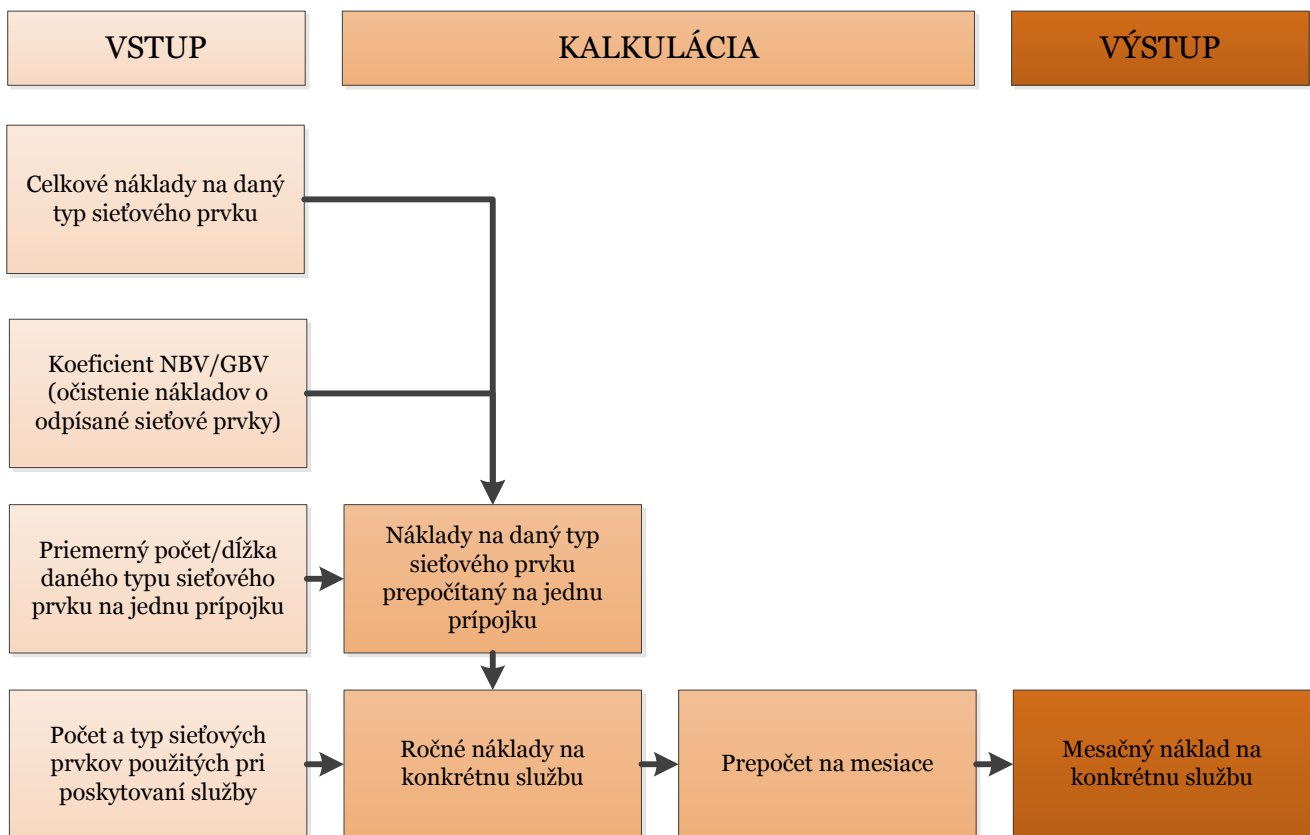 VSTUP
KALKULÁCIA
VÝSTUP
Celkové náklady na daný
typ sieťového prvku
Koeficient NBV/GBV
(očistenie nákladov o
odpísané sieťové prvky)
Priemerný počet/dĺžka
daného typu sieťového
prvku na jednu prípojku
Náklady na daný typ
sieťového prvku
prepočítaný na jednu
prípojku
Počet a typ sieťových
prvkov použitých pri
poskytovaní služby
Ročné náklady na
konkrétnu službu
Prepočet na mesiace
Mesačný náklad na
konkrétnu službu